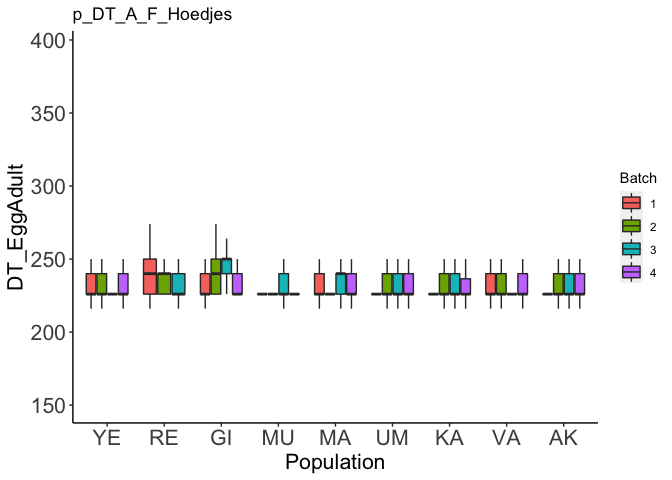 p_DT_A_F_Hoedjes
400
350
300
250
200
150
DT_EggAdult
YE RE GI MU MA UM KA VA AK
Population
Batch
1
2
3
4